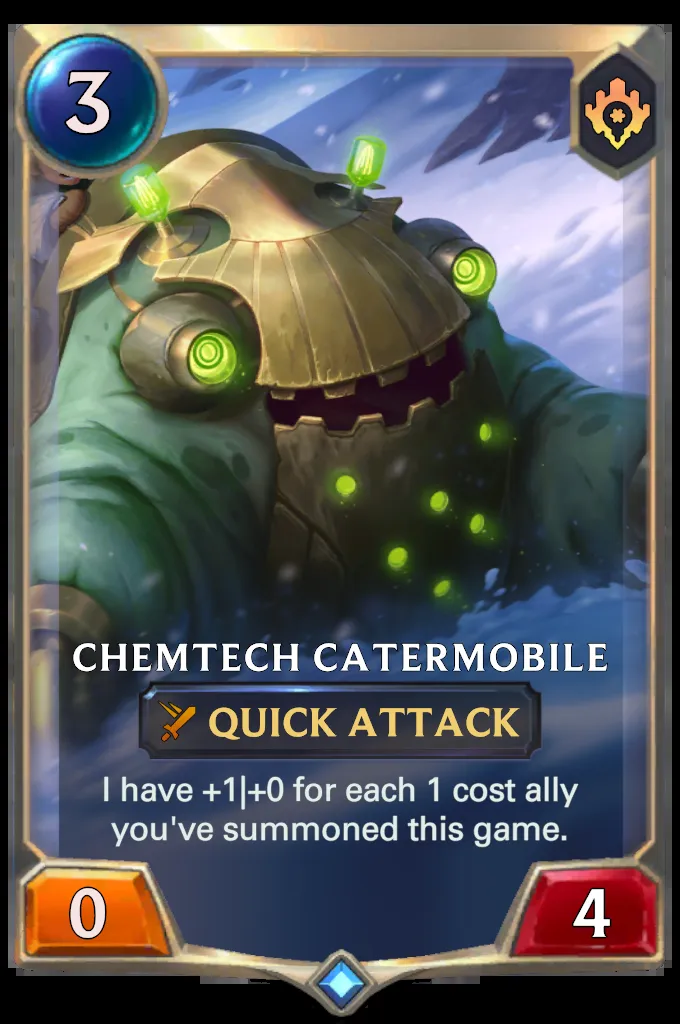 3
CHEMTECH CATERMOBILE
QUICK ATTACK
I have +1|+0 for each 1 cost ally
you've summoned this game.
0
4